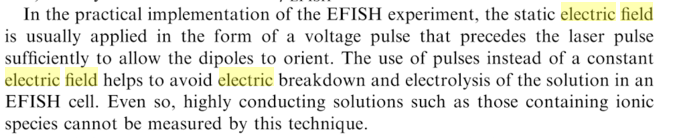 In the practical implementation of the EFISH experiment, the static electric field
is usually applied in the form of a voltage pulse that precedes the laser pulse
sufficiently to allow the dipoles to orient. The use of pulses instead of a constant
electric field helps to avoid electric breakdown and electrolysis of the solution in an
EFISH cell. Even so, highly conducting solutions such as those containing ionic
species cannot be measured by this technique.